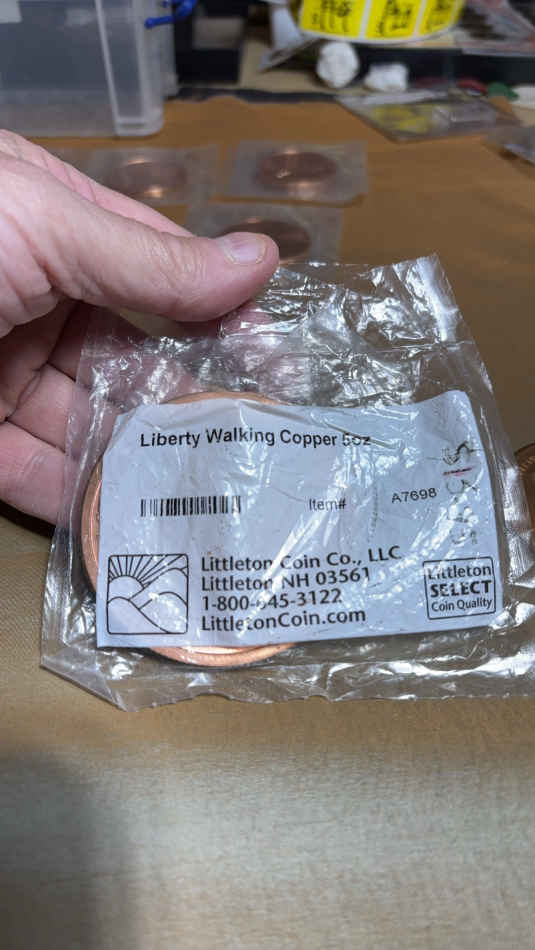 Liberty Walking Copper 5oz
Item# A7698
Littleton Coin Co., LLC
Littleton NH 03561
1-800-645-3122
LittletonCoin.com
Littleton
SELECT
Coin Quality